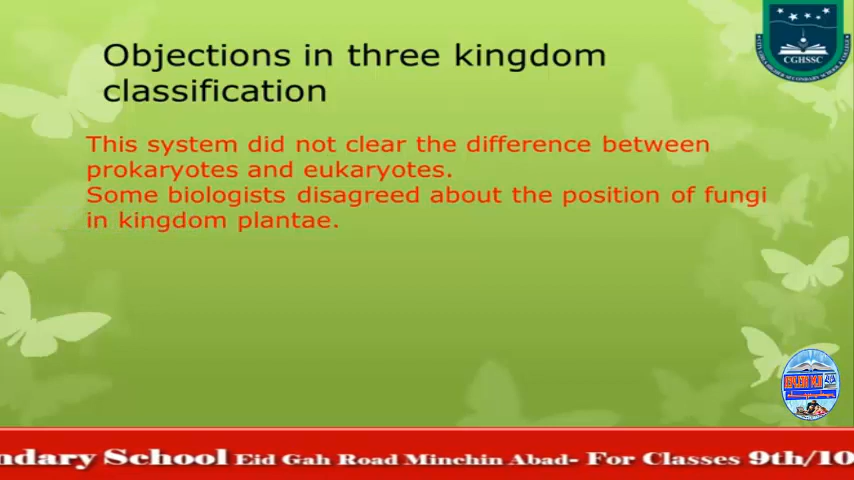 Objections in three kingdom
classification
CGHSSC
This system did not clear the difference between
prokaryotes and eukaryotes.
Some biologists disagreed about the position of fungi
in kingdom plantae.
ndary School Eid Gah Road Minchin Abad- For Classes 9th/10